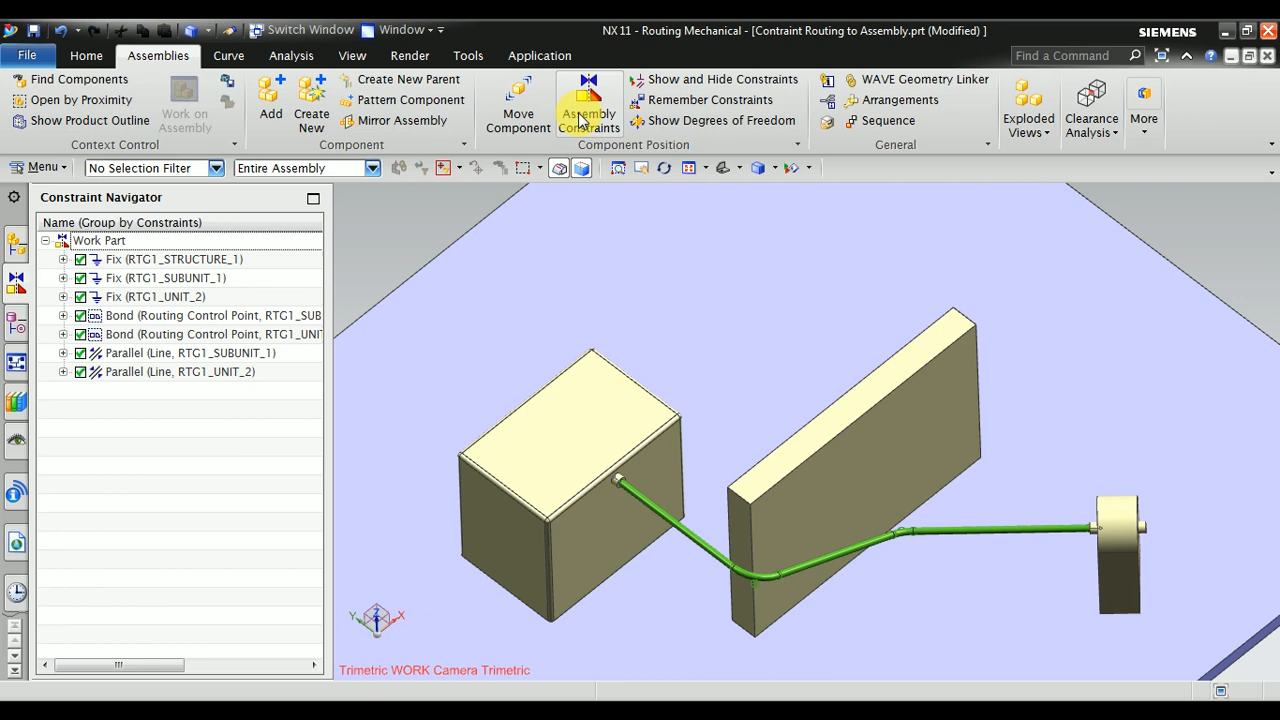 Switch Window
Window
NX 11 - Routing Mechanical - [Contraint Routing to Assembly.prt (Modified) ]
SIEMENS
File
Home
Assemblies
Curve
Analysis
View
Render
Tools
Application
Find a Command
Find Components
Open by Proximity
Show Product Outline
Work on
Assembly
Context Control
Add
Create
New
Create New Parent
Pattern Component
Mirror Assembly
Component
Move
Component
Assembly
Constraints
Show and Hide Constraints
Remember Constraints
Show Degrees of Freedom
Component Position
WAVE Geometry Linker
Arrangements
Sequence
General
Exploded
Views
Clearance
Analysis
More
Menu
No Selection Filter
Entire Assembly
Constraint Navigator
Name (Group by Constraints)
Work Part
Fix (RTG1_STRUCTURE_1)
Fix (RTG1_SUBUNIT_1)
Fix (RTG1_UNIT_2)
Bond (Routing Control Point, RTG1_SUB
Bond (Routing Control Point, RTG1_UNI
Parallel (Line, RTG1_SUBUNIT_1)
Parallel (Line, RTG1_UNIT_2)
Z
Y
X
Trimetric WORK Camera Trimetric